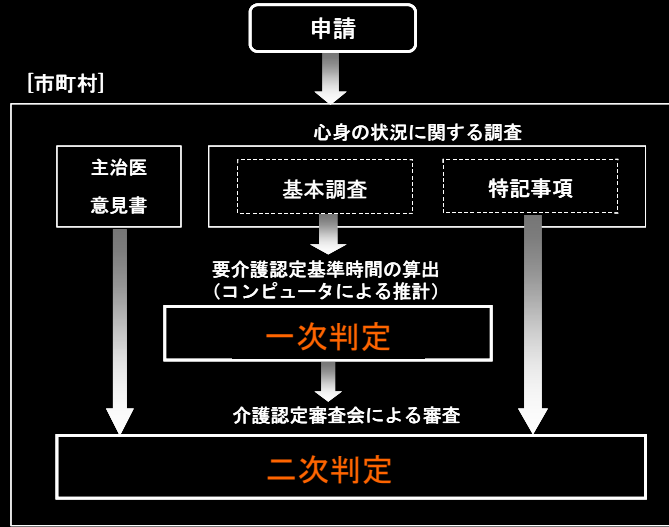 申請
[市町村]
心身の状況に関する調査
主治医
意見書
基本調査
特記事項
要介護認定基準時間の算出
(コンピュータによる推計)
一次判定
介護認定審査会による審査
二次判定